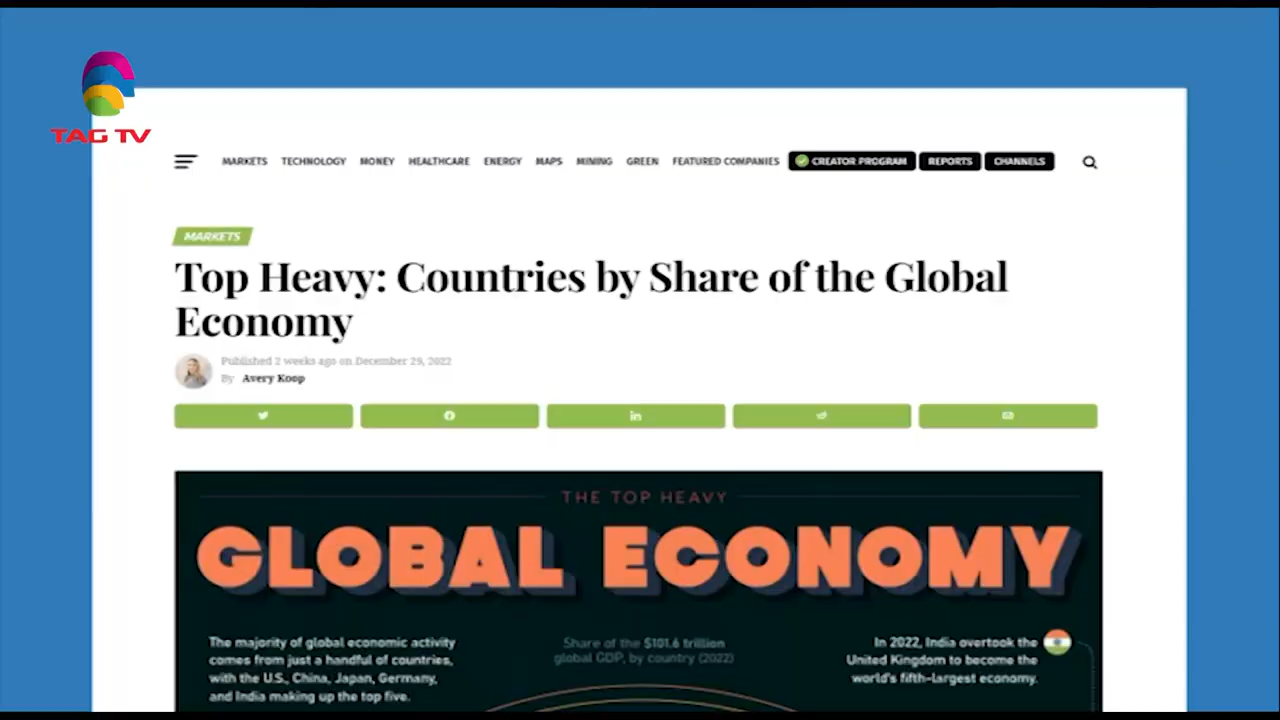 TAG TV
MARKETS TECHNOLOGY MONEY HEALTHCARE ENERGY MAPS MINING GREEN FEATURED COMPANIES CREATOR PROGRAM REPORTS CHANNELS
MARKETS
Top Heavy: Countries by Share of the Global
Economy
Published 2 weeks ago on December 29, 2022
By Avery Koop
THE TOP HEAVY
GLOBAL ECONOMY
The majority of global economic activity
comes from just a handful of countries,
with the U.S., China, Japan, Germany,
and India making up the top five.
Share of the $101.6 trillion
global GDP, by country (2022)
In 2022, India overtook the
United Kingdom to become the
world's fifth-largest economy.